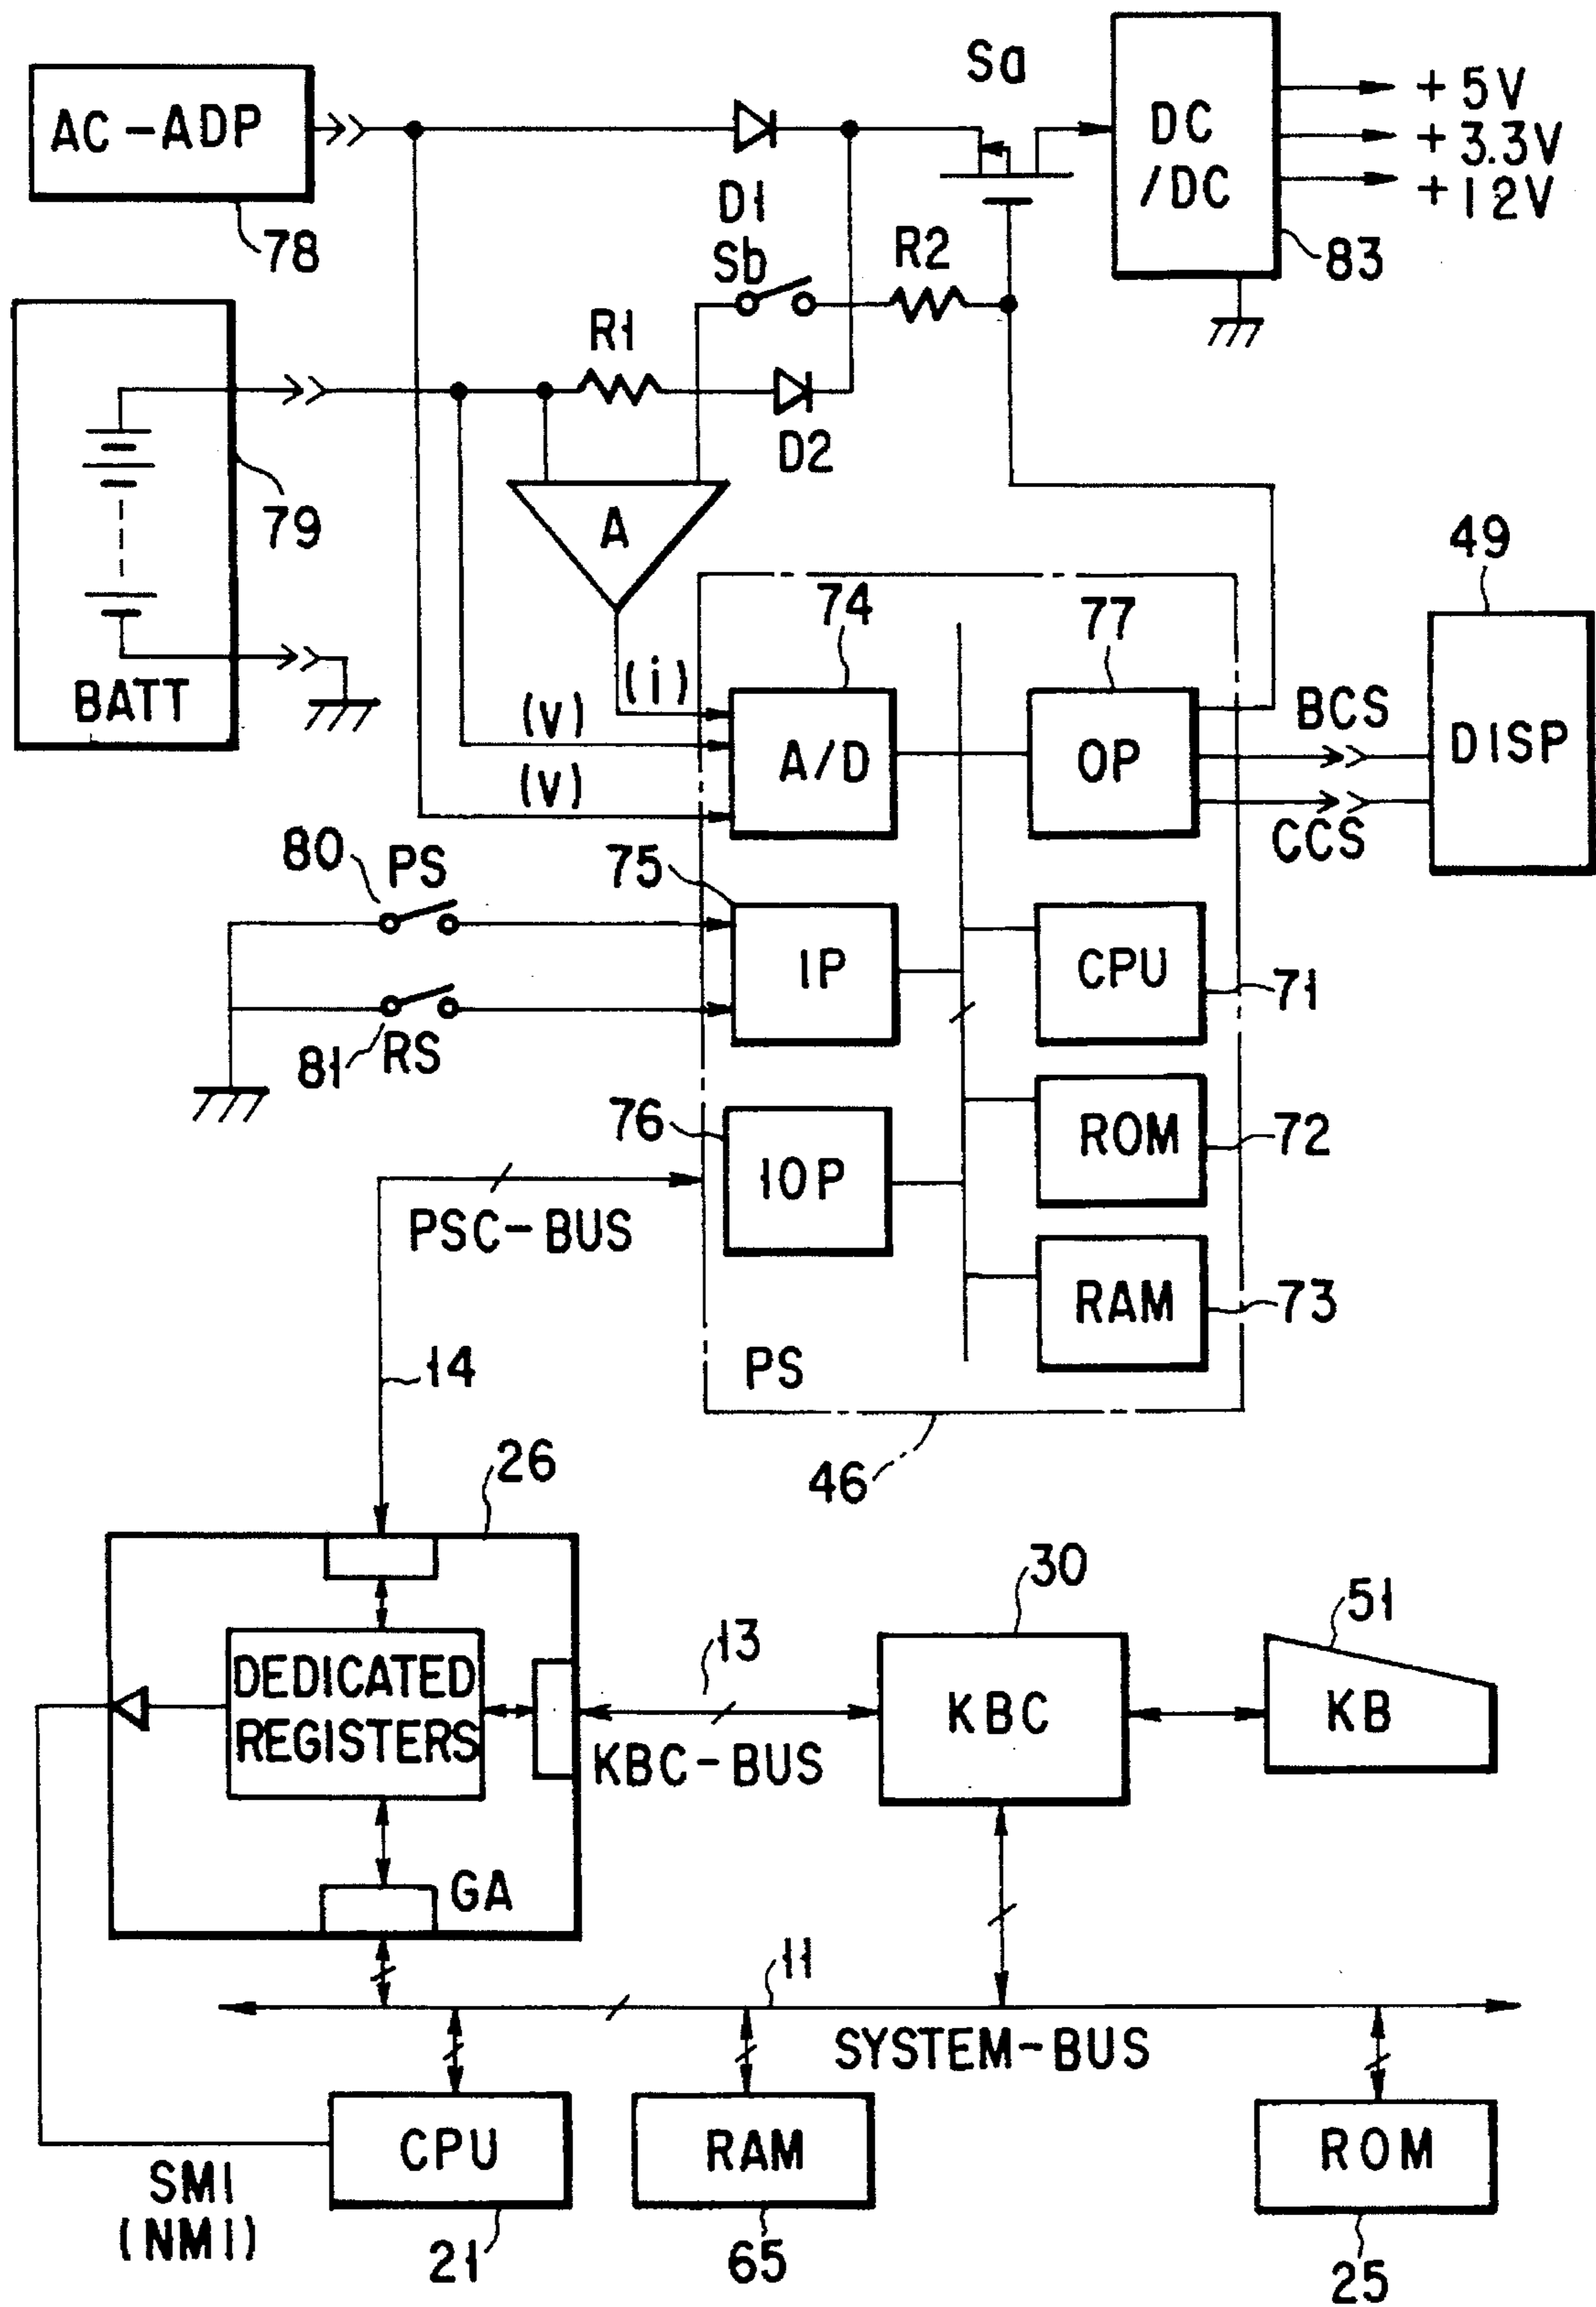 Sa
AC-ADP
DC
/DC
+5V
+3.3V
+12V
78
D1
Sb
R2
83
R1
D2
79
A
49
74
77
(i)
(v)
(v)
BATT
A/D
OP
BCS
DISP
CCS
80
PS
75
IP
CPU
71
81
RS
76
IOP
ROM
72
PSC-BUS
RAM
73
14
PS
26
46
30
51
13
DEDICATED
REGISTERS
KBC
KB
KBC-BUS
GA
11
SYSTEM-BUS
CPU
RAM
ROM
SMI
(NMI)
21
65
25